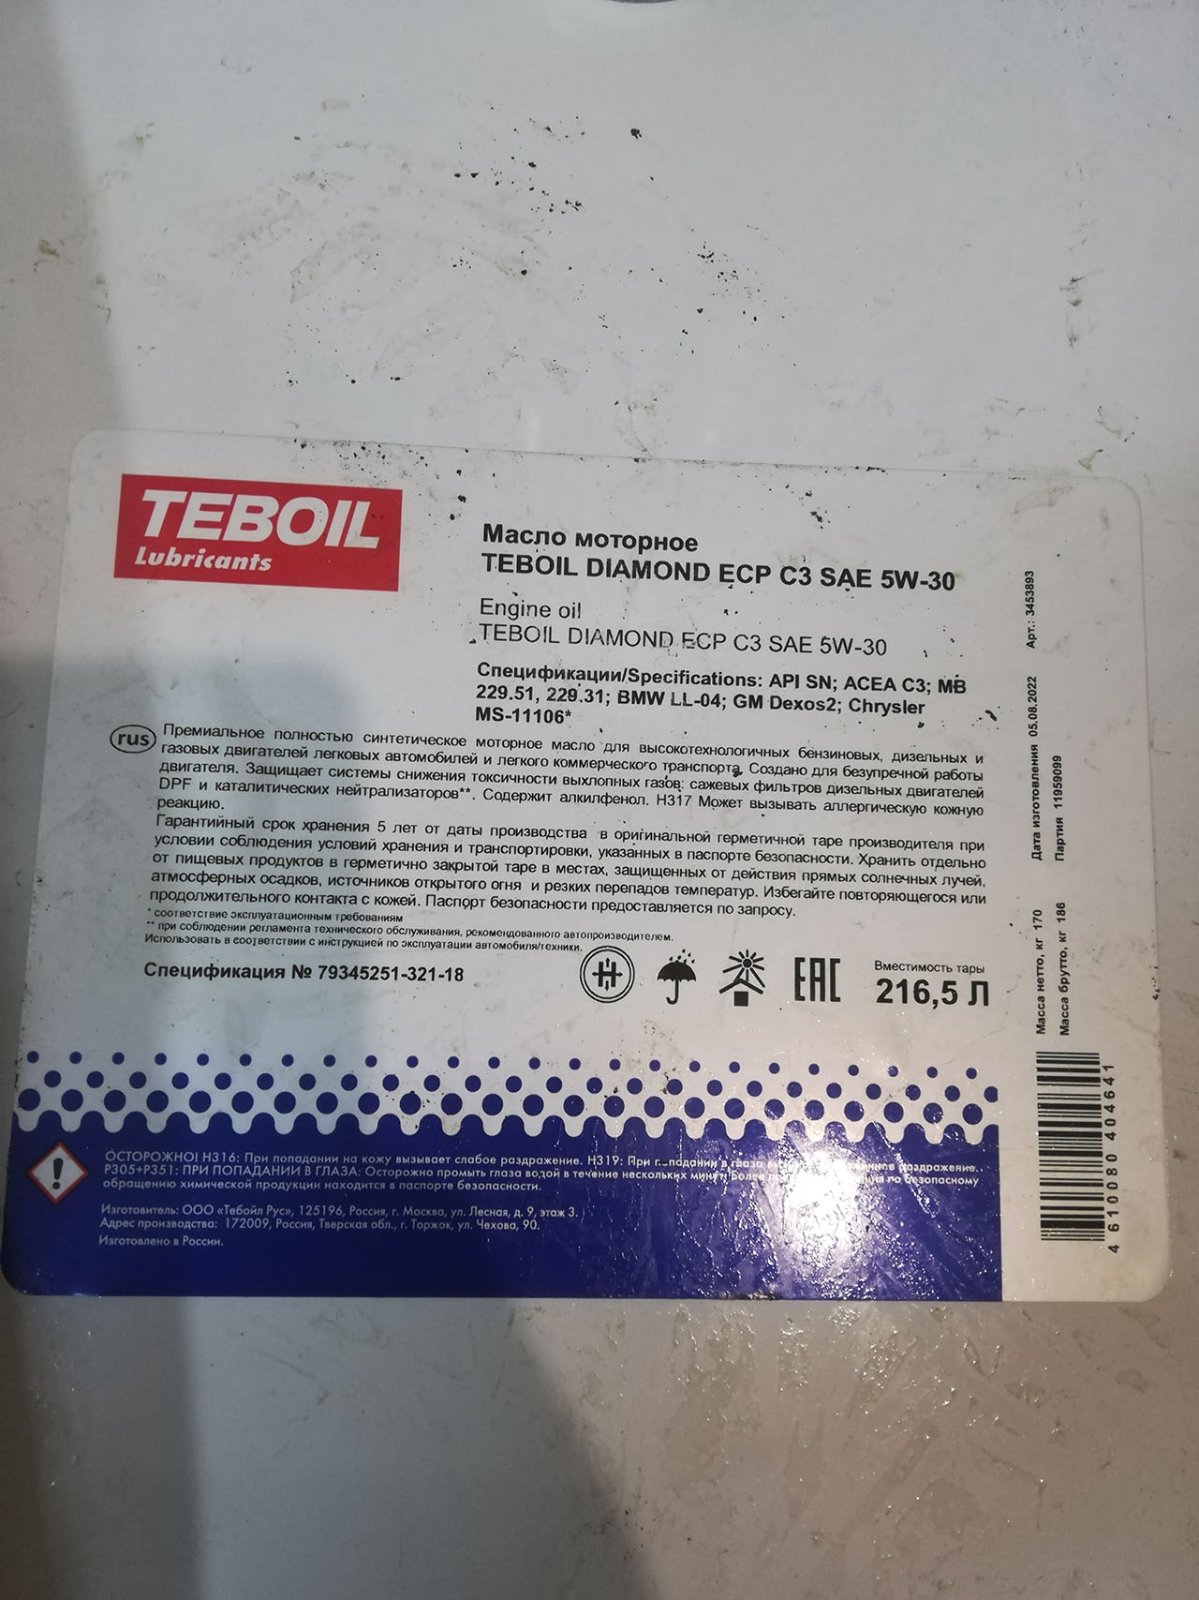 TEBOIL
Lubricants
Масло моторное
TEBOIL DIAMOND ECP C3 SAE 5W-30
Engine oil
TEBOIL DIAMOND ECP C3 SAE 5W-30
Спецификации/Specifications: API SN; ACEA C3; MB
229.51, 229.31; BMW LL-04; GM Dexos2; Chrysler
MS-11106*
rus
Премиальное полностью синтетическое моторное масло для высокотехнологичных бензиновых, дизельных и
газовых двигателей легковых автомобилей и легкого коммерческого транспорта. Создано для безупречной работы
двигателя. Защищает системы снижения токсичности выхлопных газов: сажевых фильтров дизельных двигателей
DPF и каталитических нейтрализаторов**. Содержит алкилфенол. H317 Может вызывать аллергическую кожную
реакцию.
Гарантийный срок хранения 5 лет от даты производства в оригинальной герметичной таре производителя при
условии соблюдения условий хранения и транспортировки, указанных в паспорте безопасности. Хранить отдельно
от пищевых продуктов в герметично закрытой таре в местах, защищенных от действия прямых солнечных лучей,
атмосферных осадков, источников открытого огня и резких перепадов температур. Избегайте повторяющегося или
продолжительного контакта с кожей. Паспорт безопасности предоставляется по запросу.
* соответствие эксплуатационным требованиям
** при соблюдении регламента технического обслуживания, рекомендованного автопроизводителем.
Использовать в соответствии с инструкцией по эксплуатации автомобиля/техники.
Спецификация № 79345251-321-18
EAC
Вместимость тары
216,5 Л
Арт.: 3453893
Дата изготовления 05.08.2022
Партия 11959099
Масса нетто, кг 170
Масса брутто, кг 186
4 610080 404641
ОСТОРОЖНО! H316: При попадании на кожу вызывает слабое раздражение. H319: При попадании в глаза раздражение.
P305+P351: ПРИ ПОПАДАНИИ В ГЛАЗА: Осторожно промыть глаза водой в течение нескольких минут. Более по безопасному
обращению химической продукции находится в паспорте безопасности.
Изготовитель: ООО «Тебойл Рус», 125196, Россия, г. Москва, ул. Лесная, д. 9, этаж 3.
Адрес производства: 172009, Россия, Тверская обл., г. Торжок, ул. Чехова, 90.
Изготовлено в России.